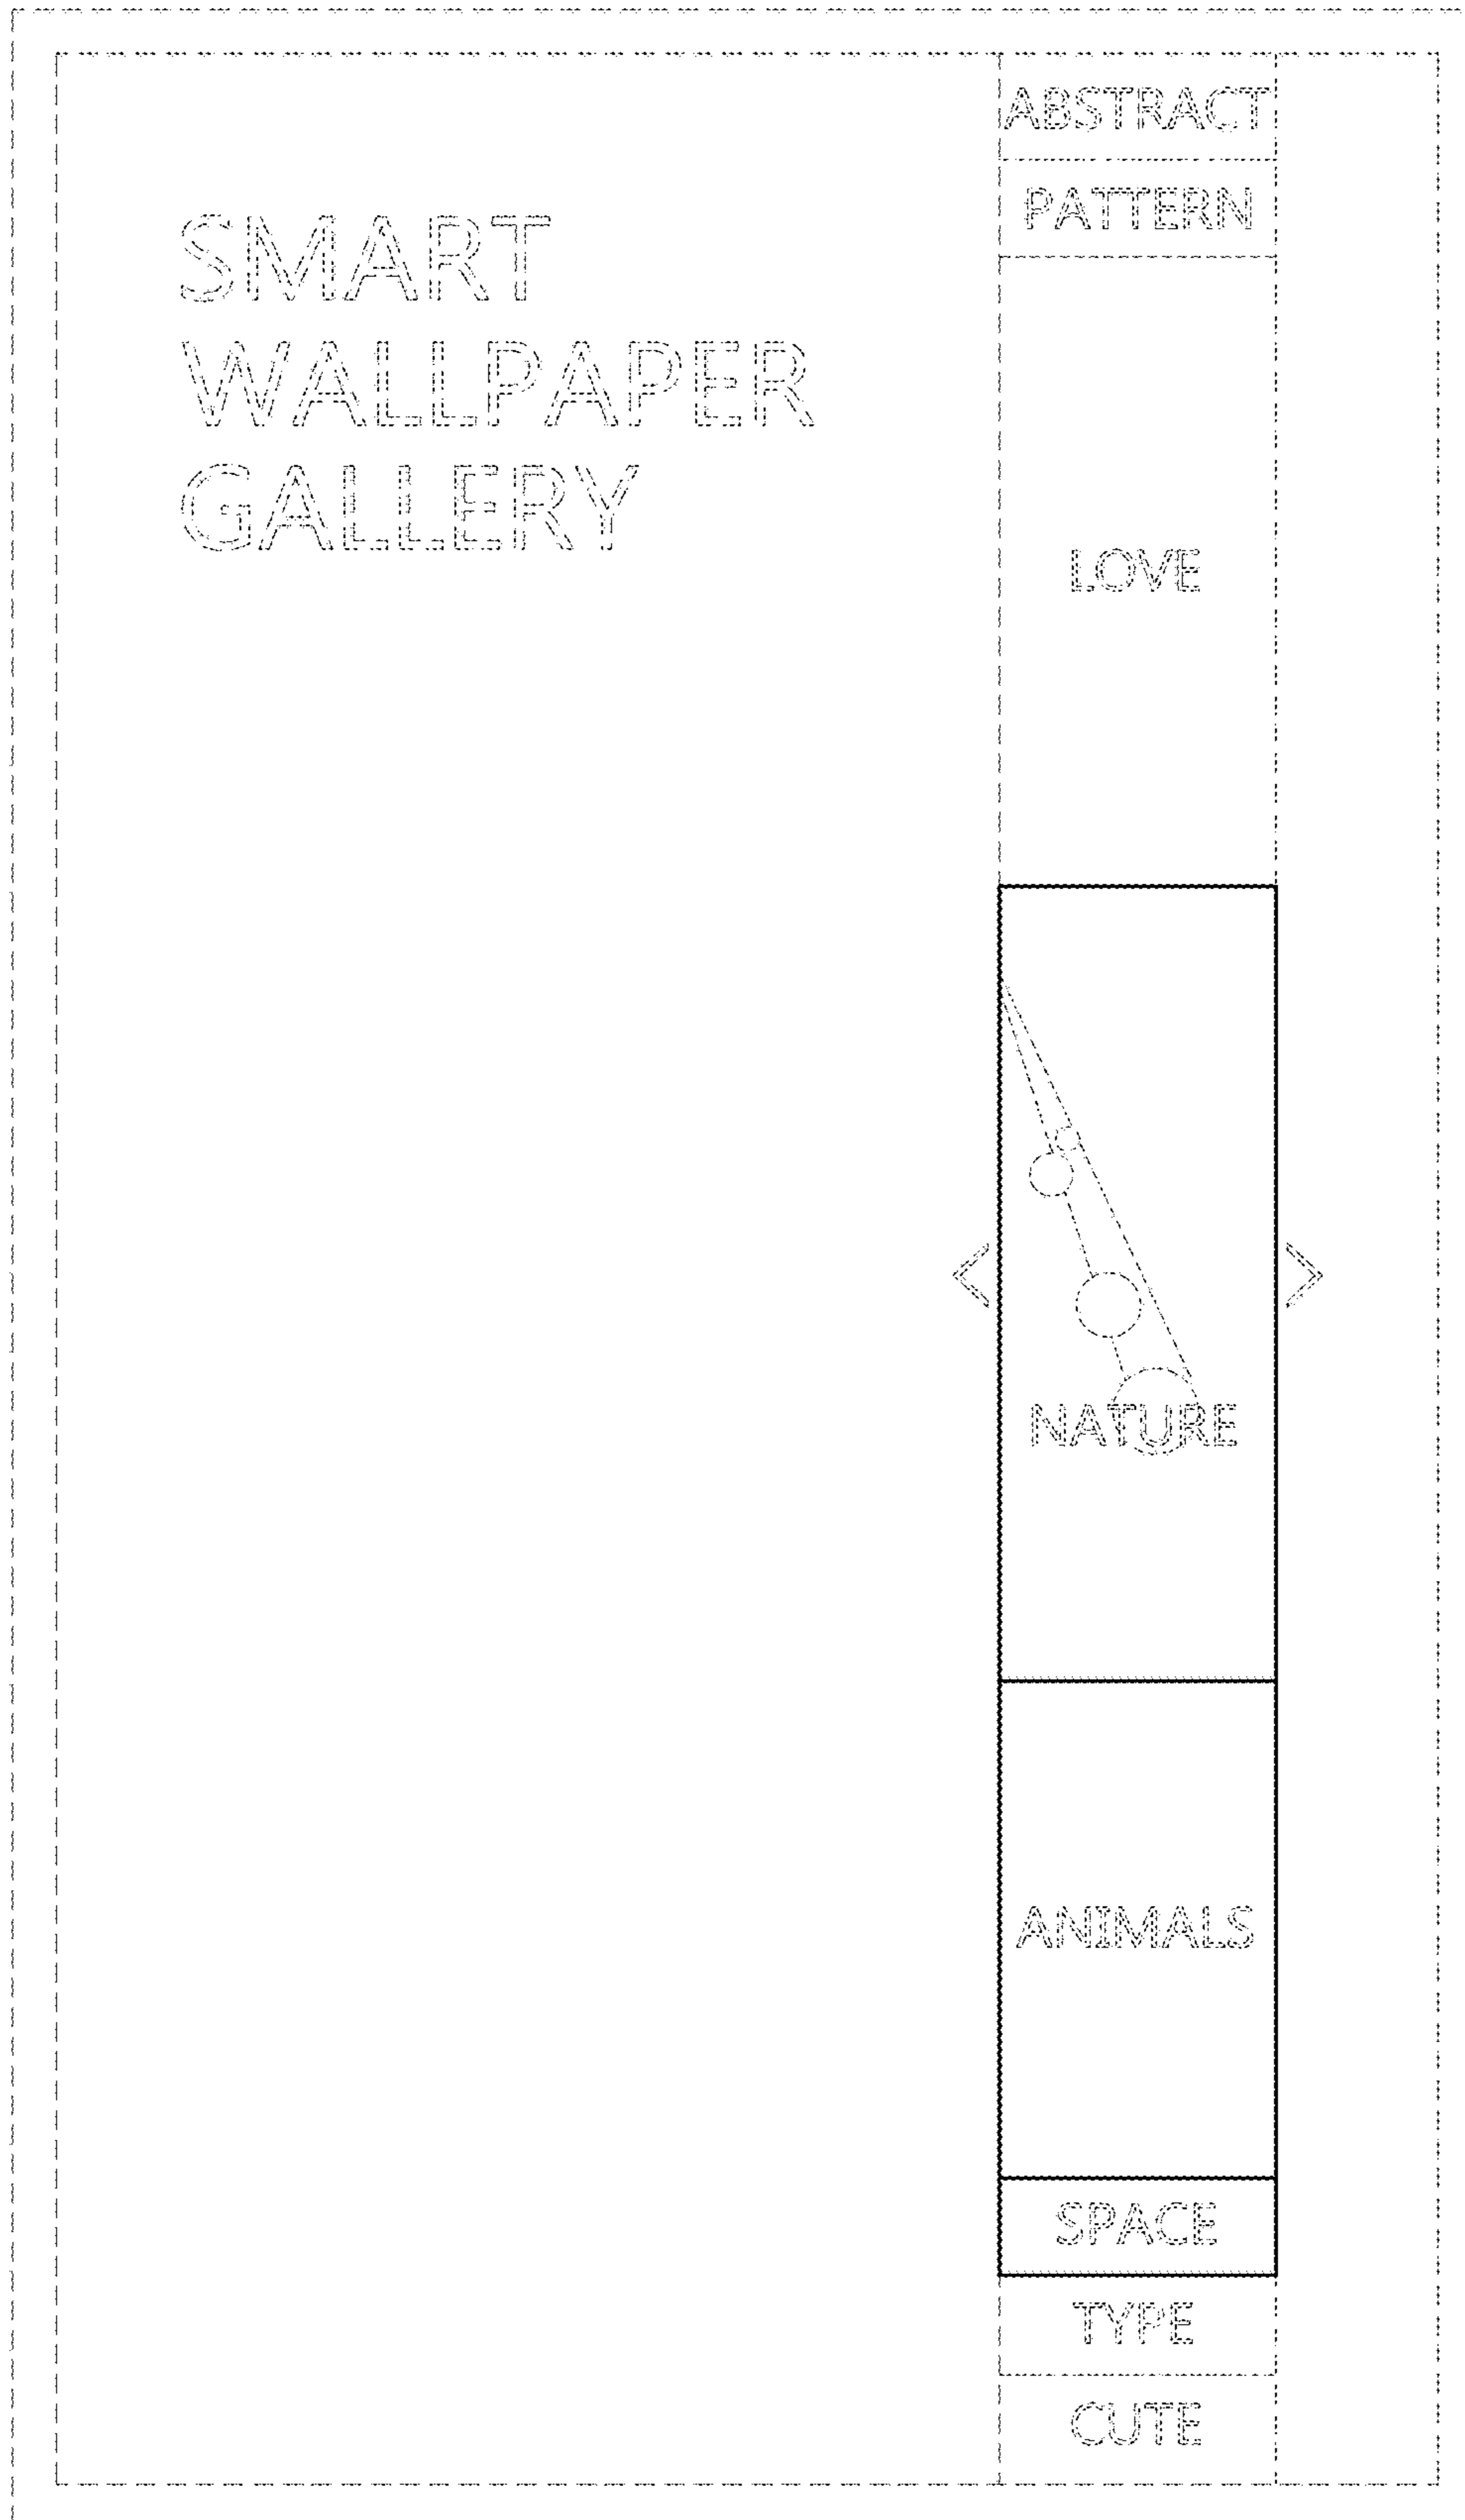 SMART
WALLPAPER
GALLERY
ABSTRACT
PATTERN
LOVE
NATURE
ANIMALS
SPACE
TYPE
CUTE